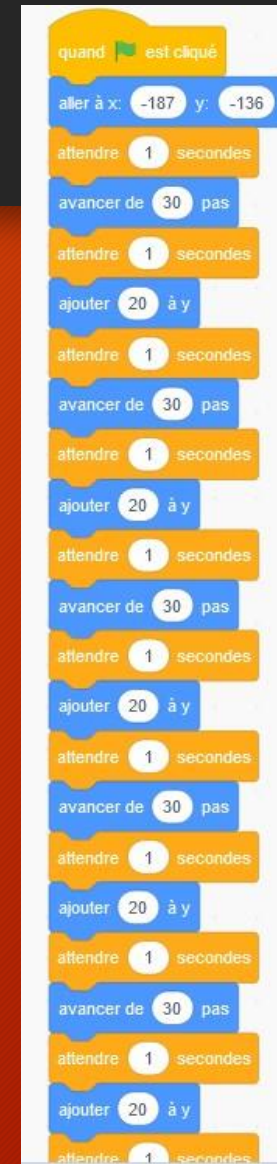 quand est cliqué
aller à x: -187 y: -136
attendre 1 secondes
avancer de 30 pas
attendre 1 secondes
ajouter 20 à y
attendre 1 secondes
avancer de 30 pas
attendre 1 secondes
ajouter 20 à y
attendre 1 secondes
avancer de 30 pas
attendre 1 secondes
ajouter 20 à y
attendre 1 secondes
avancer de 30 pas
attendre 1 secondes
ajouter 20 à y
attendre 1 secondes
avancer de 30 pas
attendre 1 secondes
ajouter 20 à y
attendre 1 secondes